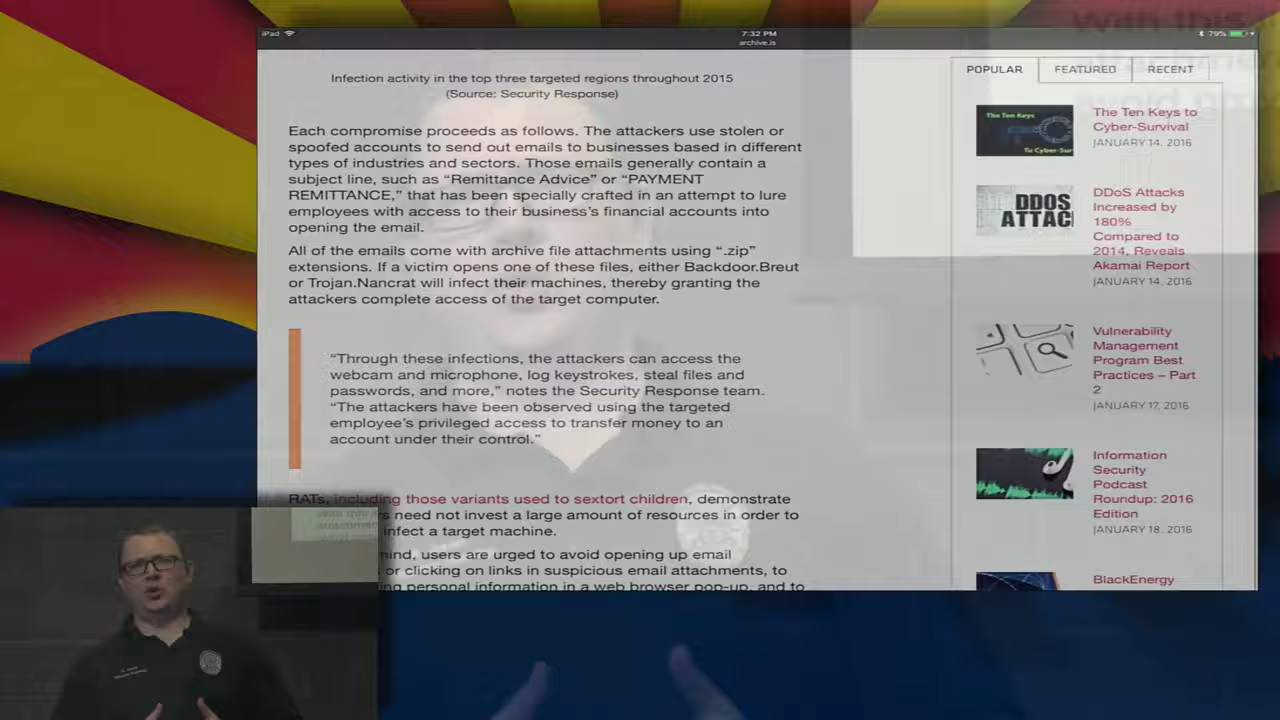 With this
iPad
7:32 PM
79%
archive.is
Infection activity in the top three targeted regions throughout 2015
(Source: Security Response)
Each compromise proceeds as follows. The attackers use stolen or
spoofed accounts to send out emails to businesses based in different
types of industries and sectors. Those emails generally contain a
subject line, such as “Remittance Advice” or “PAYMENT
REMITTANCE,” that has been specially crafted in an attempt to lure
employees with access to their business’s financial accounts into
opening the email.
All of the emails come with archive file attachments using “.zip”
extensions. If a victim opens one of these files, either Backdoor.Breut
or Trojan.Nancrat will infect their machines, thereby granting the
attackers complete access of the target computer.
“Through these infections, the attackers can access the
webcam and microphone, log keystrokes, steal files and
passwords, and more,” notes the Security Response team.
“The attackers have been observed using the targeted
employee’s privileged access to transfer money to an
account under their control.”
RATs, including those variants used to sextort children, demonstrate
need not invest a large amount of resources in order to
infect a target machine.
mind, users are urged to avoid opening up email
or clicking on links in suspicious email attachments, to
personal information in a web browser pop-up, and to
POPULAR
FEATURED
RECENT
The Ten Keys
To Cyber-Sur
The Ten Keys to
Cyber-Survival
JANUARY 14, 2016
DDOS
ATTAC
DDoS Attacks
Increased by
180%
Compared to
2014, Reveals
Akamai Report
JANUARY 14, 2016
Vulnerability
Management
Program Best
Practices – Part
2
JANUARY 17, 2016
Information
Security
Podcast
Roundup: 2016
Edition
JANUARY 18, 2016
BlackEnergy